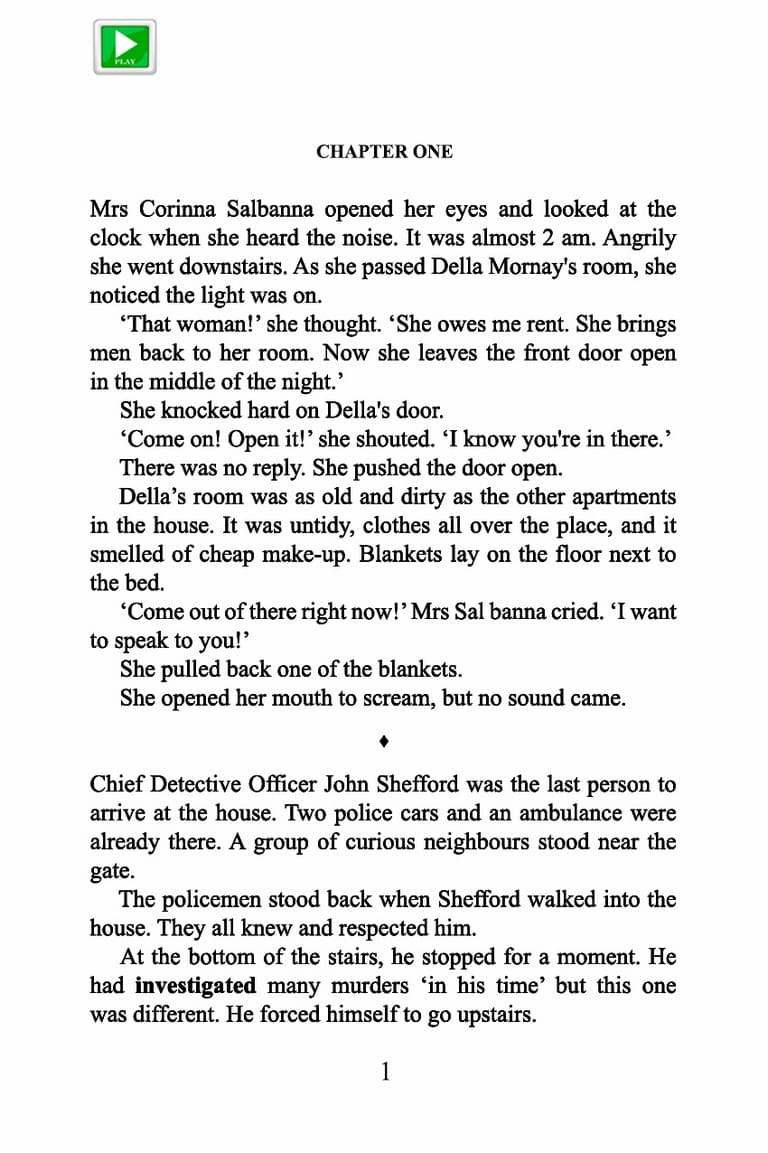 PLAY
CHAPTER ONE
Mrs Corinna Salbanna opened her eyes and looked at the
clock when she heard the noise. It was almost 2 am. Angrily
she went downstairs. As she passed Della Mornay's room, she
noticed the light was on.
‘That woman!’ she thought. ‘She owes me rent. She brings
men back to her room. Now she leaves the front door open
in the middle of the night.’
She knocked hard on Della's door.
‘Come on! Open it!’ she shouted. ‘I know you're in there.’
There was no reply. She pushed the door open.
Della’s room was as old and dirty as the other apartments
in the house. It was untidy, clothes all over the place, and it
smelled of cheap make-up. Blankets lay on the floor next to
the bed.
‘Come out of there right now!’ Mrs Sal banna cried. ‘I want
to speak to you!’
She pulled back one of the blankets.
She opened her mouth to scream, but no sound came.
♦
Chief Detective Officer John Shefford was the last person to
arrive at the house. Two police cars and an ambulance were
already there. A group of curious neighbours stood near the
gate.
The policemen stood back when Shefford walked into the
house. They all knew and respected him.
At the bottom of the stairs, he stopped for a moment. He
had investigated many murders ‘in his time’ but this one
was different. He forced himself to go upstairs.
1